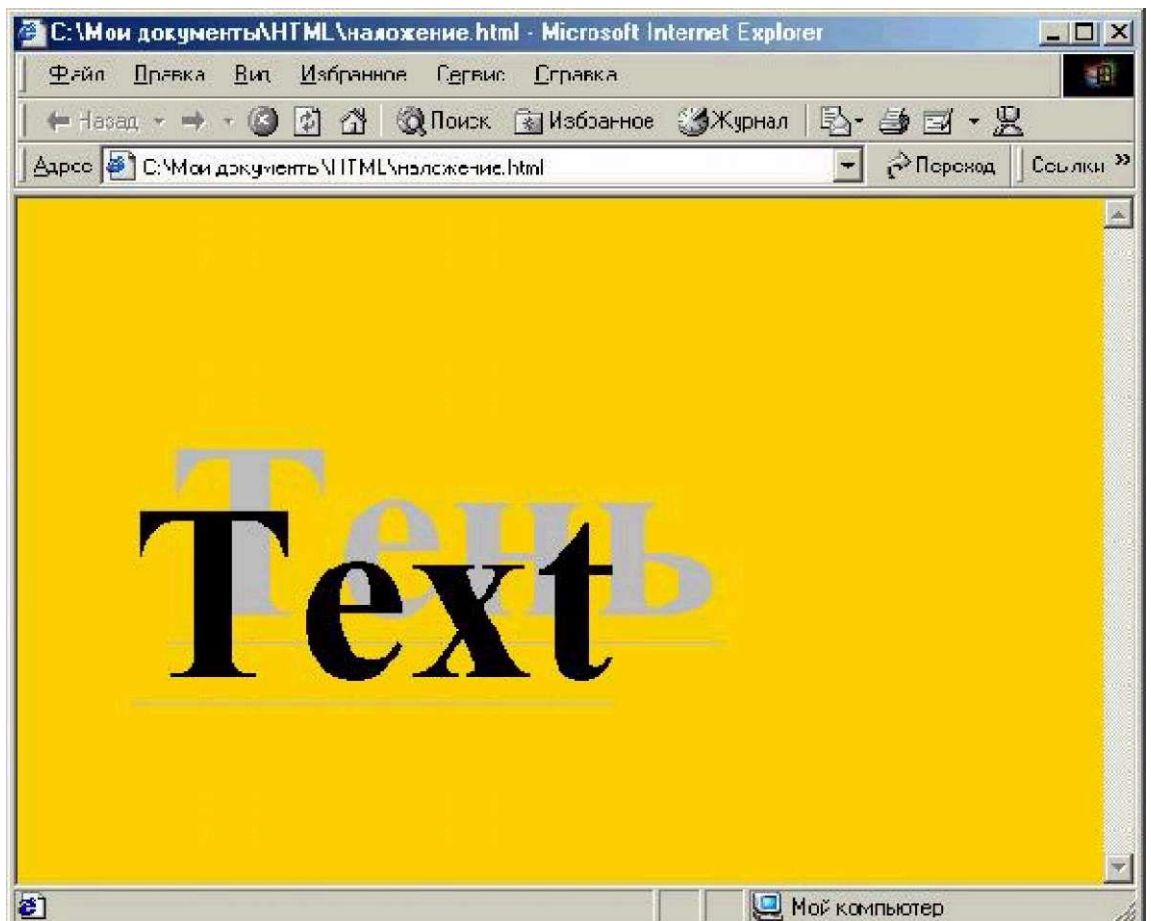 C:\Мои документы\HTML\наложение.html - Microsoft Internet Explorer
Файл Правка Вид Избранное Сервис Справка
Назад Поиск Избранное Журнал
Адрес C:\Мои документы\HTML\наложение.html Переход Ссылки »
Тень
Text
Мой компьютер